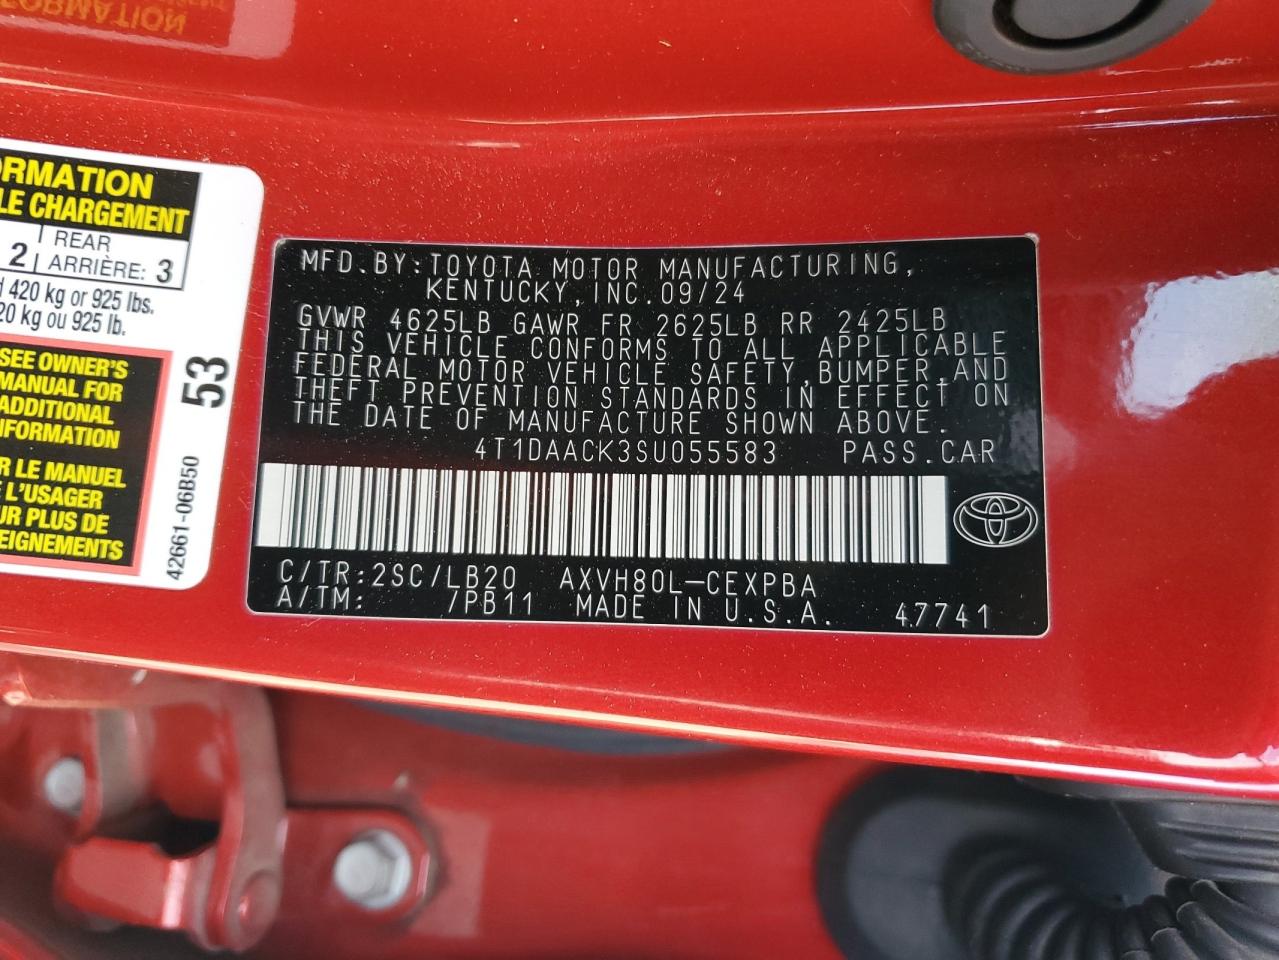 FORMATION
ORMATION
LE CHARGEMENT
2 REAR
ARRIÈRE: 3
420 kg or 925 lbs.
20 kg ou 925 lb.
SEE OWNER'S
MANUAL FOR
ADDITIONAL
INFORMATION
R LE MANUEL
L'USAGER
UR PLUS DE
EIGNEMENTS
53
42661-06B50
MFD.BY:TOYOTA MOTOR MANUFACTURING,
KENTUCKY,INC.09/24
GVWR 4625LB GAWR FR 2625LB RR 2425LB
THIS VEHICLE CONFORMS TO ALL APPLICABLE
FEDERAL MOTOR VEHICLE SAFETY,BUMPER,AND
THEFT PREVENTION STANDARDS IN EFFECT ON
THE DATE OF MANUFACTURE SHOWN ABOVE.
4T1DAACK3SU055583 PASS.CAR
C/TR:2SC/LB20 AXVH80L-CEXPBA
A/TM: /PB11 MADE IN U.S.A. 47741